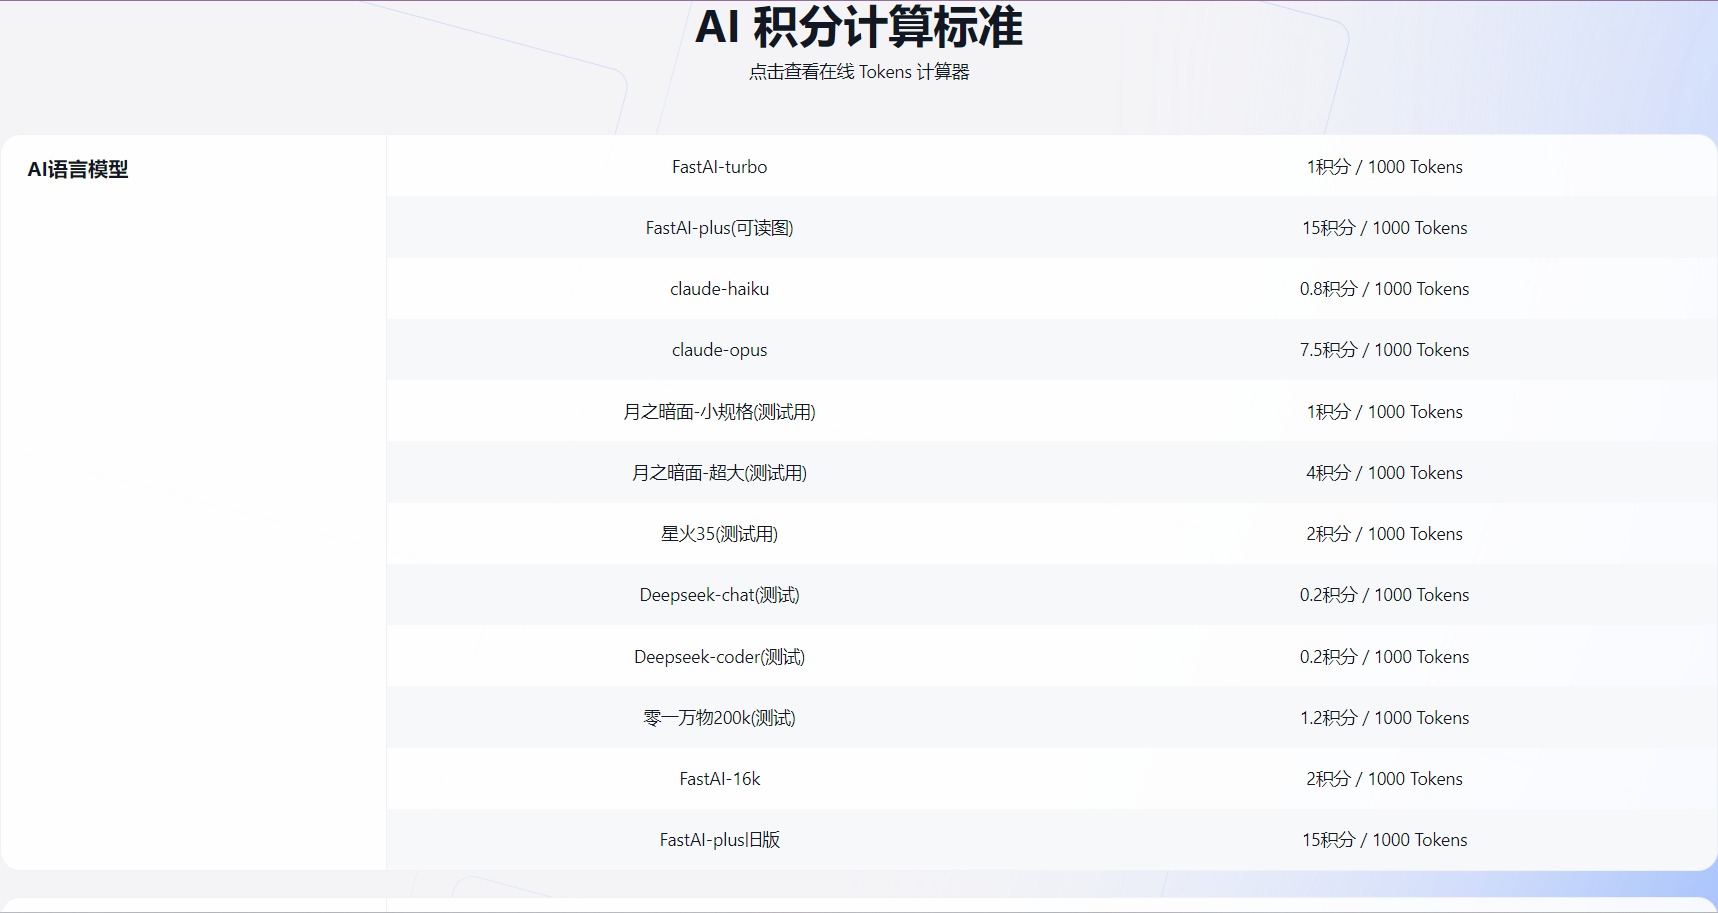 AI 积分计算标准
点击查看在线 Tokens 计算器
AI语言模型
FastAI-turbo 1积分 / 1000 Tokens
FastAI-plus(可读图) 15积分 / 1000 Tokens
claude-haiku 0.8积分 / 1000 Tokens
claude-opus 7.5积分 / 1000 Tokens
月之暗面-小规格(测试用) 1积分 / 1000 Tokens
月之暗面-超大(测试用) 4积分 / 1000 Tokens
星火35(测试用) 2积分 / 1000 Tokens
Deepseek-chat(测试) 0.2积分 / 1000 Tokens
Deepseek-coder(测试) 0.2积分 / 1000 Tokens
零一万物200k(测试) 1.2积分 / 1000 Tokens
FastAI-16k 2积分 / 1000 Tokens
FastAI-plus|旧版 15积分 / 1000 Tokens